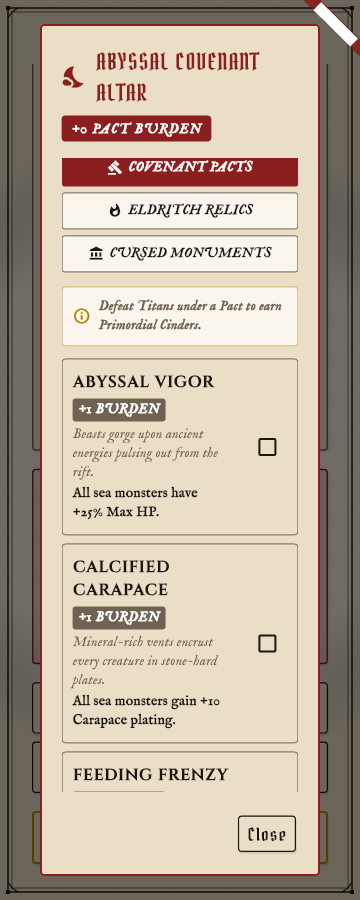 ABYSSAL COVENANT
ALTAR
+0 PACT BURDEN
COVENANT PACTS
ELDRITCH RELICS
CURSED MONUMENTS
Defeat Titans under a Pact to earn
Primordial Cinders.
ABYSSAL VIGOR
+1 BURDEN
Beasts gorge upon ancient
energies pulsing out from the
rift.
All sea monsters have
+25% Max HP.
CALCIFIED
CARAPACE
+1 BURDEN
Mineral-rich vents encrust
every creature in stone-hard
plates.
All sea monsters gain +10
Carapace plating.
FEEDING FRENZY
Close